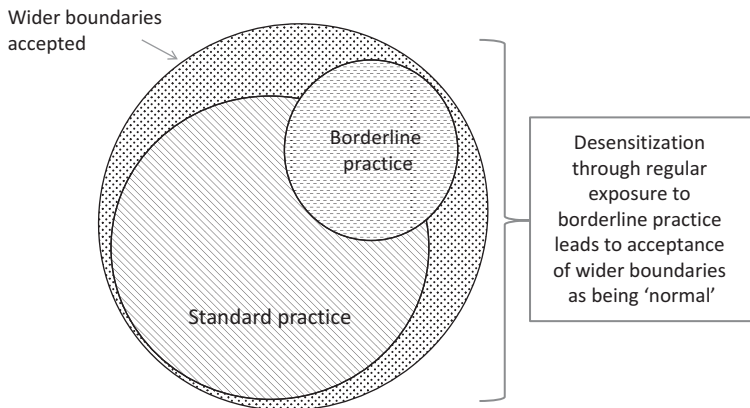 Wider boundaries
accepted
Borderline
practice
Standard practice
Desensitization
through regular
exposure to
borderline practice
leads to acceptance
of wider boundaries
as being ‘normal’